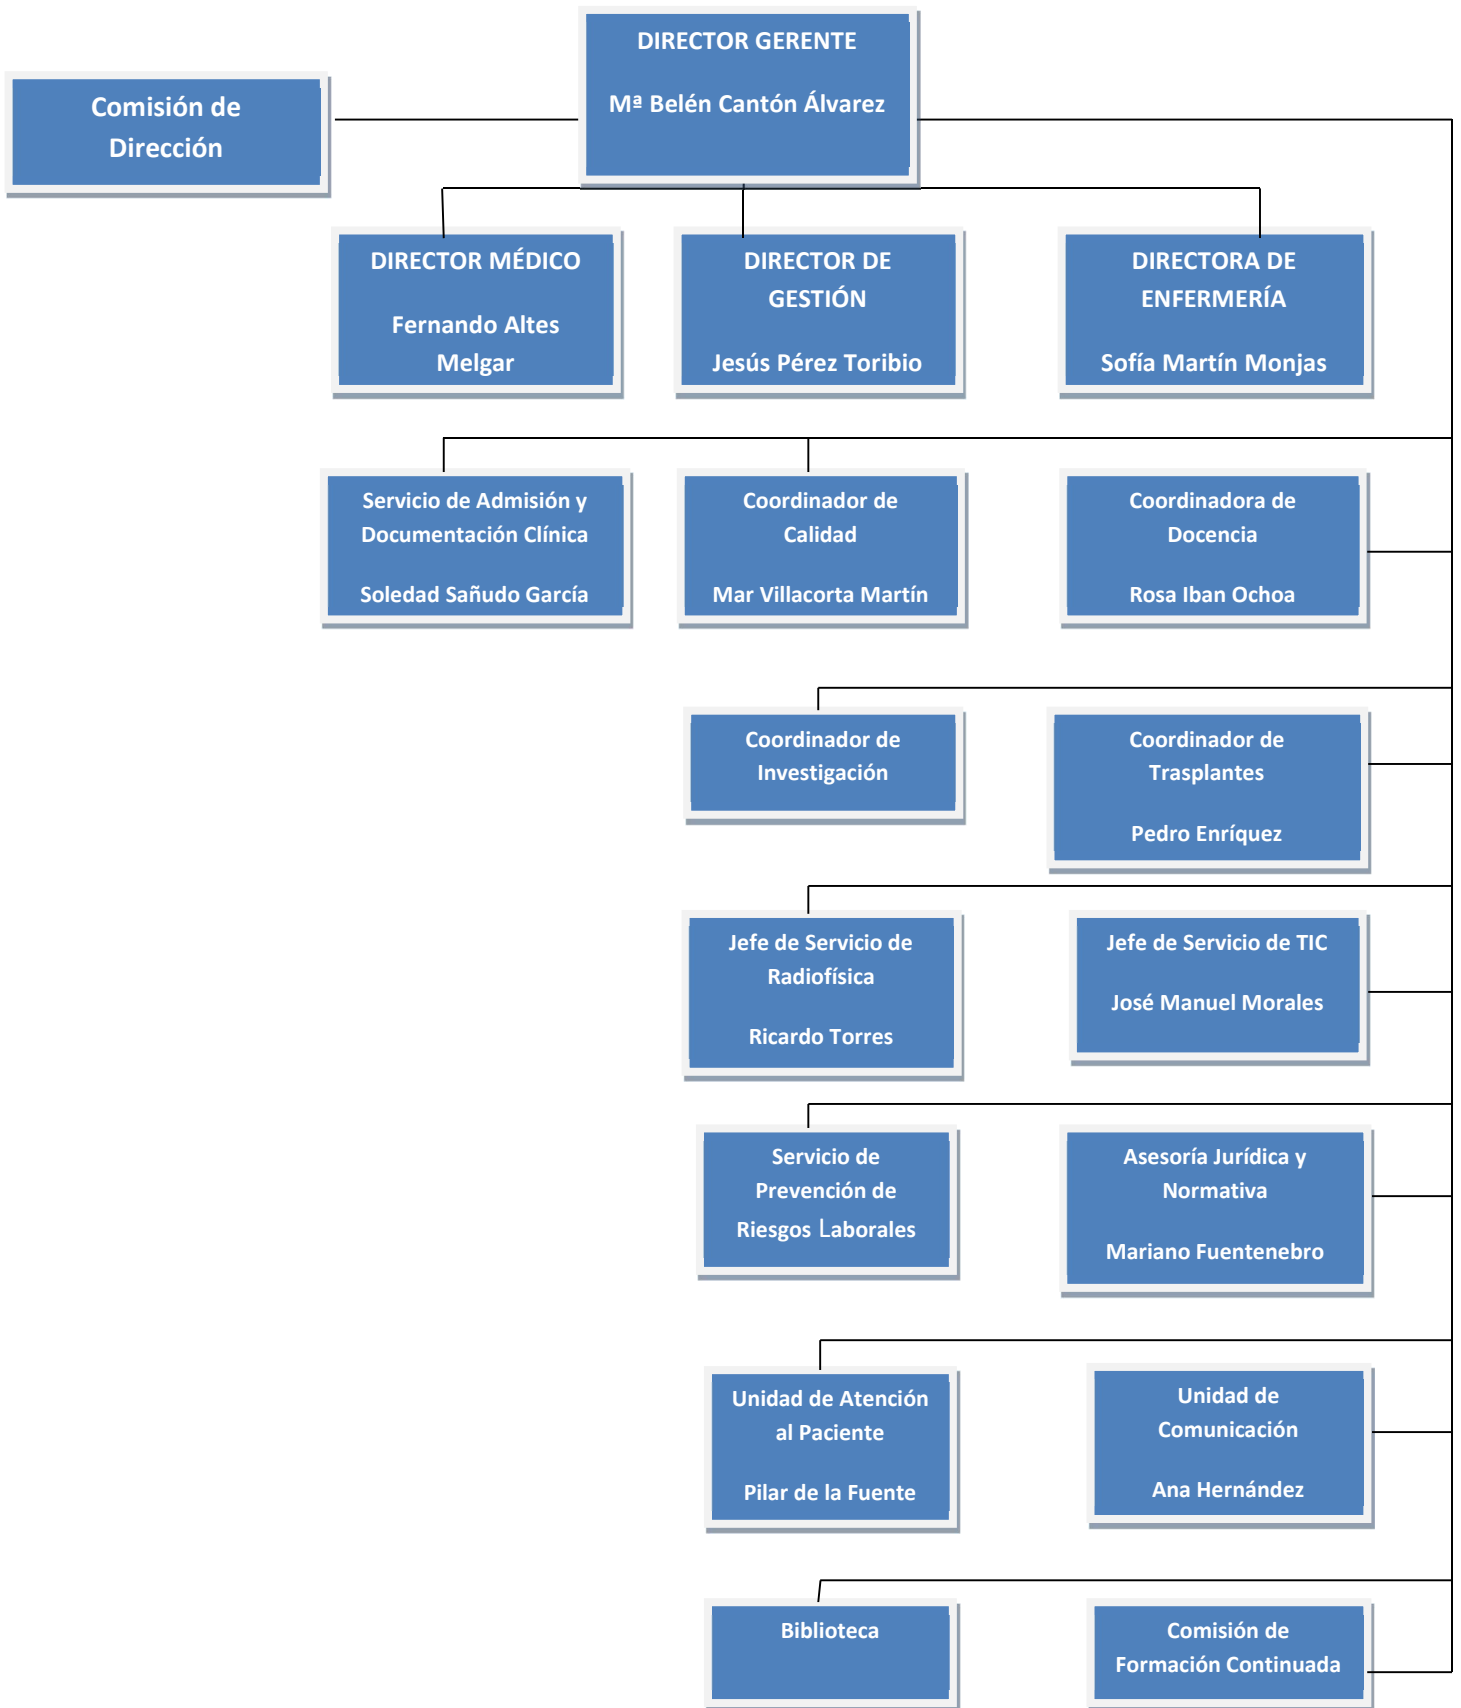 DIRECTOR GERENTE
Mª Belén Cantón Álvarez
Comisión de
Dirección
DIRECTOR MÉDICO
Fernando Altes
Melgar
DIRECTOR DE
GESTIÓN
Jesús Pérez Toribio
DIRECTORA DE
ENFERMERÍA
Sofía Martín Monjas
Servicio de Admisión y
Documentación Clínica
Soledad Sañudo García
Coordinador de
Calidad
Mar Villacorta Martín
Coordinadora de
Docencia
Rosa Iban Ochoa
Coordinador de
Investigación
Coordinador de
Trasplantes
Pedro Enríquez
Jefe de Servicio de
Radiofísica
Ricardo Torres
Jefe de Servicio de TIC
José Manuel Morales
Servicio de
Prevención de
Riesgos Laborales
Asesoría Jurídica y
Normativa
Mariano Fuentenebro
Unidad de Atención
al Paciente
Pilar de la Fuente
Unidad de
Comunicación
Ana Hernández
Biblioteca
Comisión de
Formación Continuada